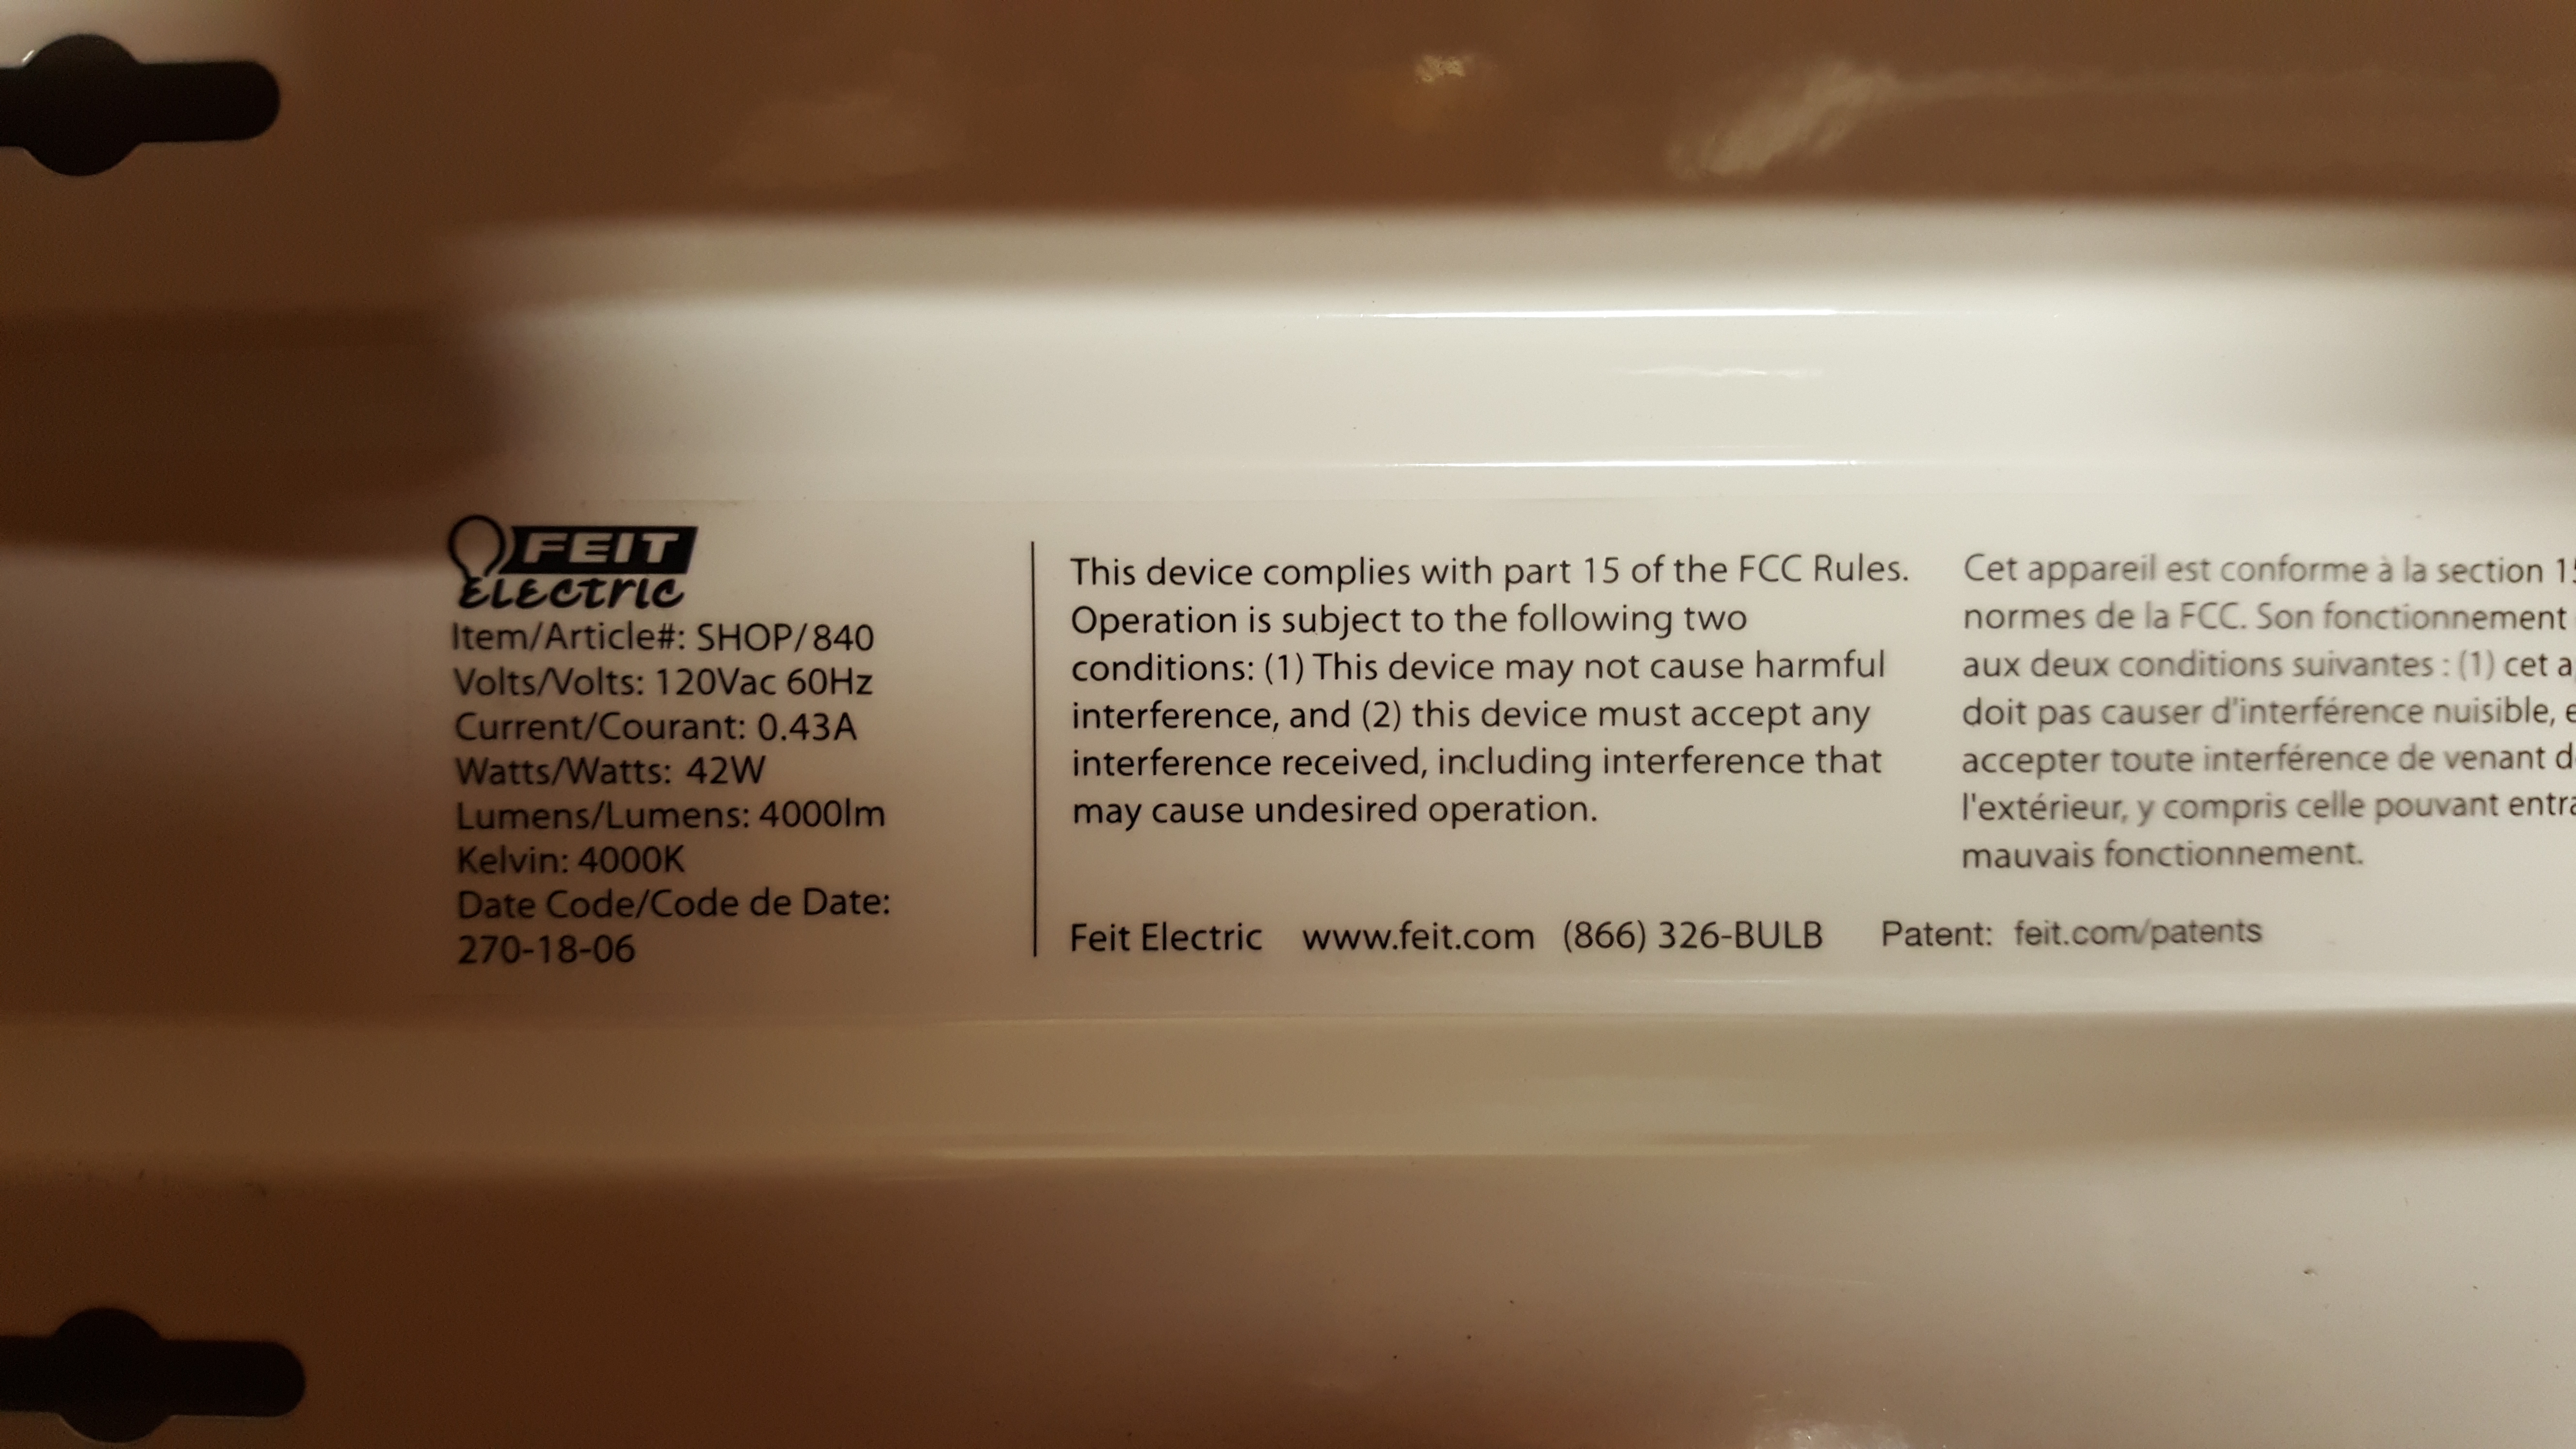 FEIT
ELECTRIC
Item/Article#: SHOP/840
Volts/Volts: 120Vac 60Hz
Current/Courant: 0.43A
Watts/Watts: 42W
Lumens/Lumens: 4000lm
Kelvin: 4000K
Date Code/Code de Date:
270-18-06
This device complies with part 15 of the FCC Rules.
Operation is subject to the following two
conditions: (1) This device may not cause harmful
interference, and (2) this device must accept any
interference received, including interference that
may cause undesired operation.
Cet appareil est conforme à la section
normes de la FCC. Son fonctionnement
aux deux conditions suivantes : (1) cet
doit pas causer d'interférence nuisible,
accepter toute interférence de venant
l'extérieur, y compris celle pouvant
mauvais fonctionnement.
Feit Electric www.feit.com (866) 326-BULB Patent: feit.com/patents